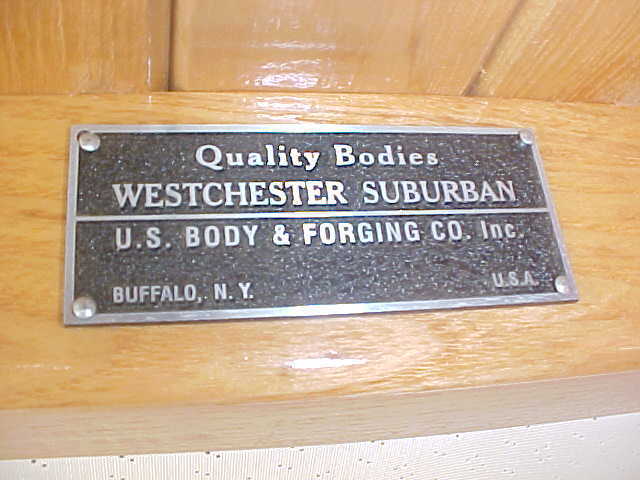 Quality Bodies
WESTCHESTER SUBURBAN
U.S. BODY & FORGING CO. Inc.
BUFFALO, N.Y. U.S.A.